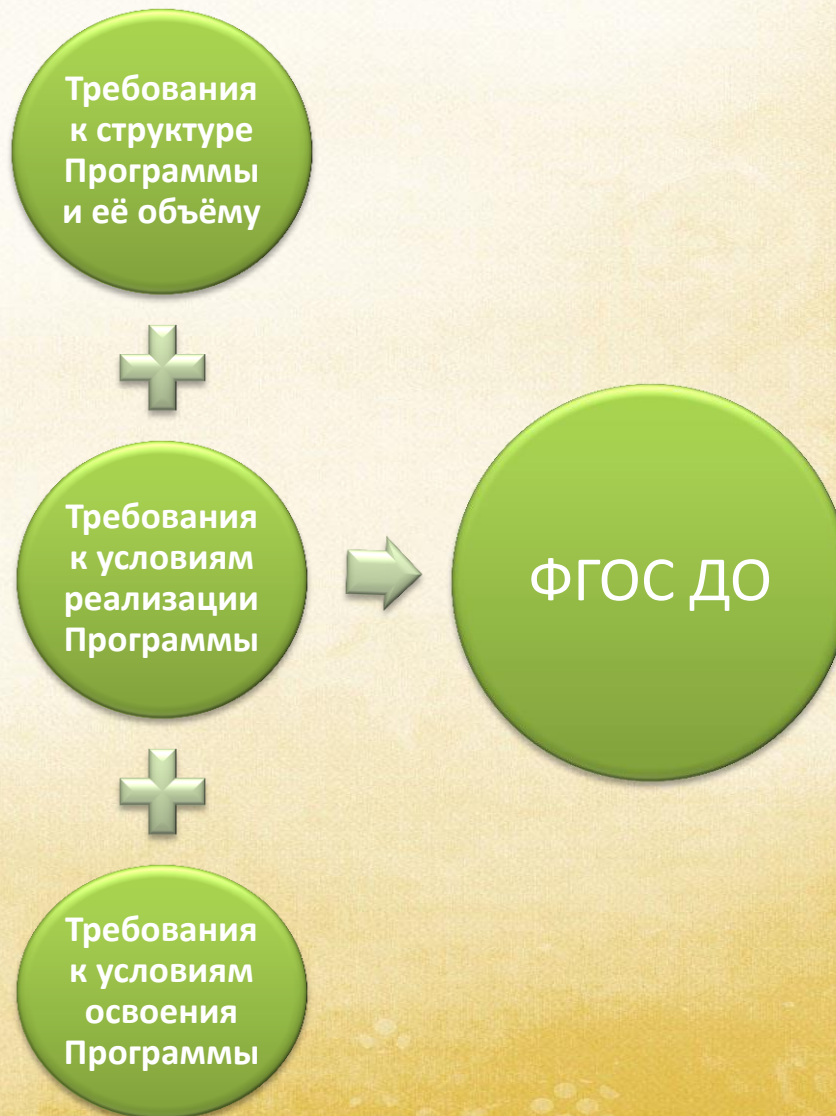 Требования
к структуре
Программы
и её объёму
Требования
к условиям
реализации
Программы
ФГОС ДО
Требования
к условиям
освоения
Программы